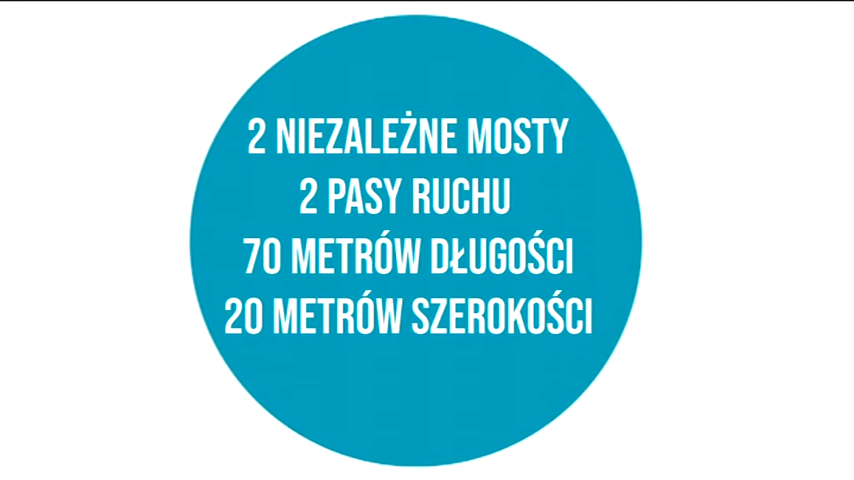 2 NIEZALEŻNE MOSTY
2 PASY RUCHU
70 METRÓW DŁUGOŚCI
20 METRÓW SZEROKOŚCI